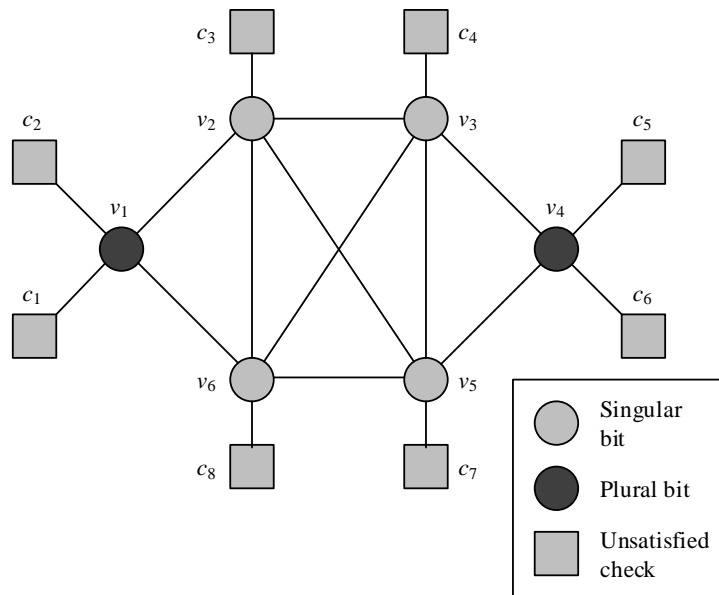 c3
c4
c2
v2
v3
c5
v1
v4
c1
c6
v6
v5
c8
c7
Singular
bit
Plural bit
Unsatisfied
check